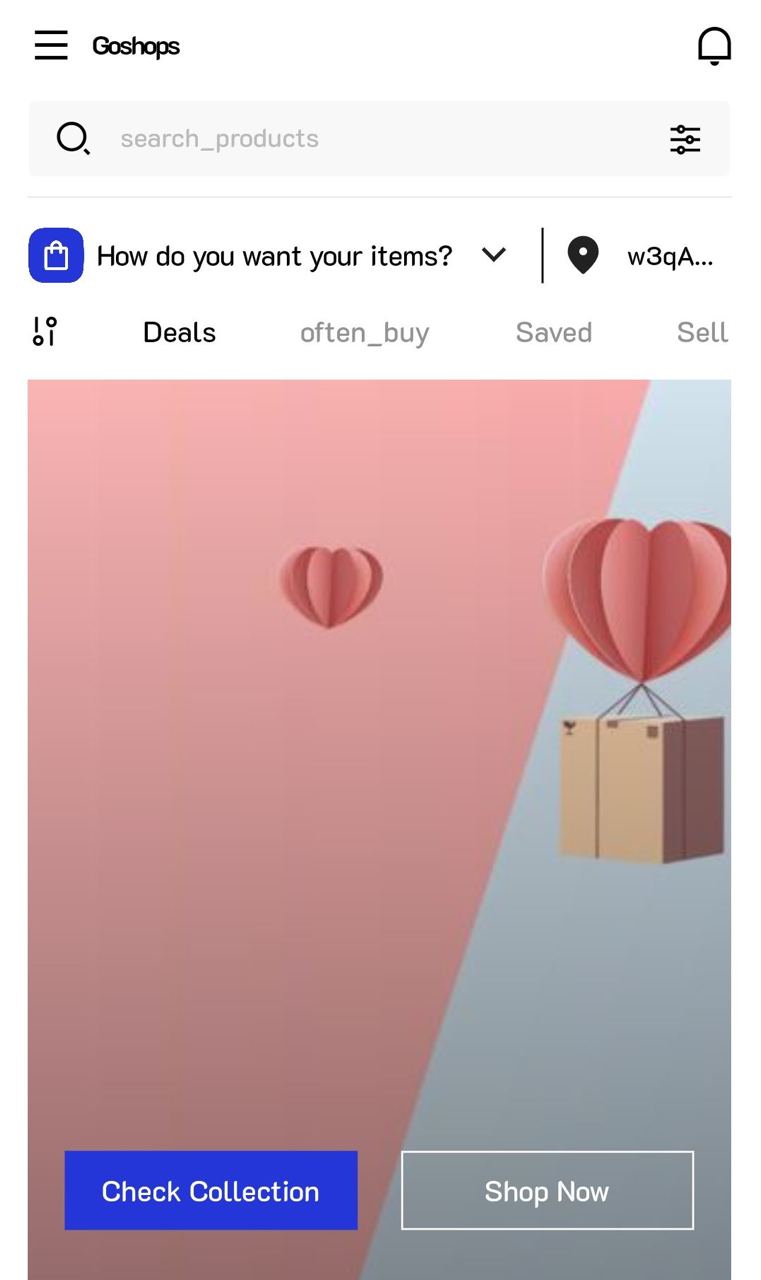 Goshops
search_products
How do you want your items?
w3qA...
Deals often_buy Saved Sell
Check Collection Shop Now